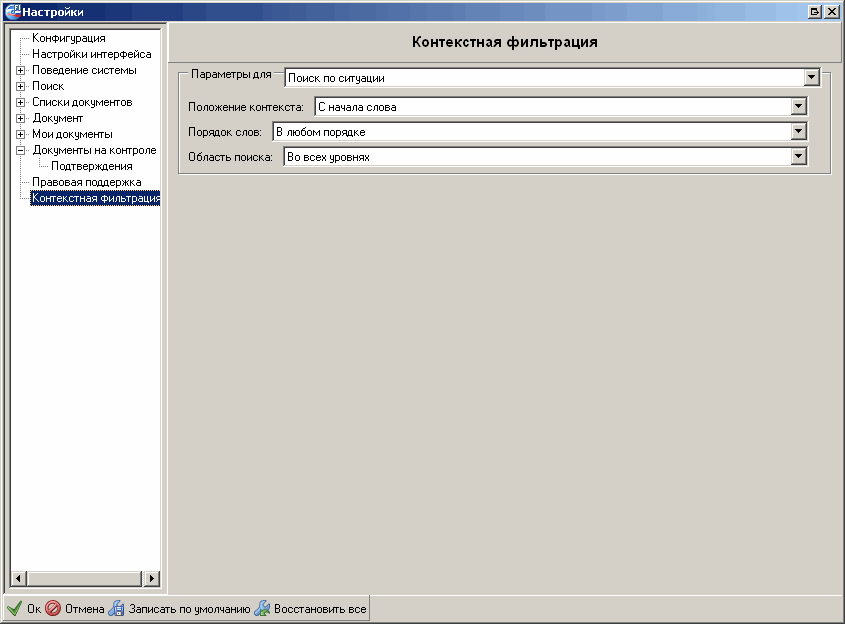 Настройки
Конфигурация
Настройки интерфейса
Поведение системы
Поиск
Списки документов
Документ
Мои документы
Документы на контроле
Подтверждения
Правовая поддержка
Контекстная фильтрация
Контекстная фильтрация
Параметры для Поиск по ситуации
Положение контекста: С начала слова
Порядок слов: В любом порядке
Область поиска: Во всех уровнях
Ок Отмена Записать по умолчанию Восстановить все